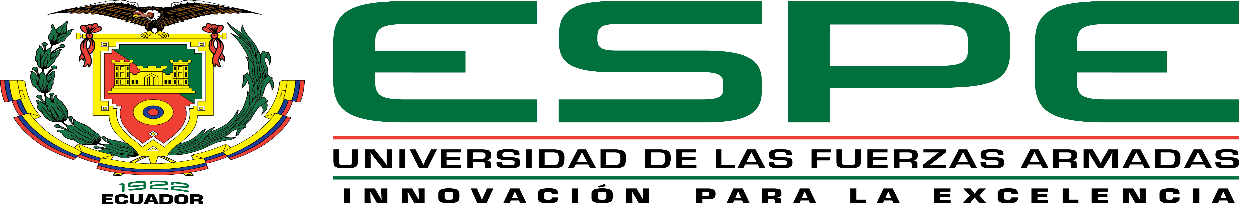 ESPE
UNIVERSIDAD DE LAS FUERZAS ARMADAS
INNOVACIÓN PARA LA EXCELENCIA
1922
ECUADOR